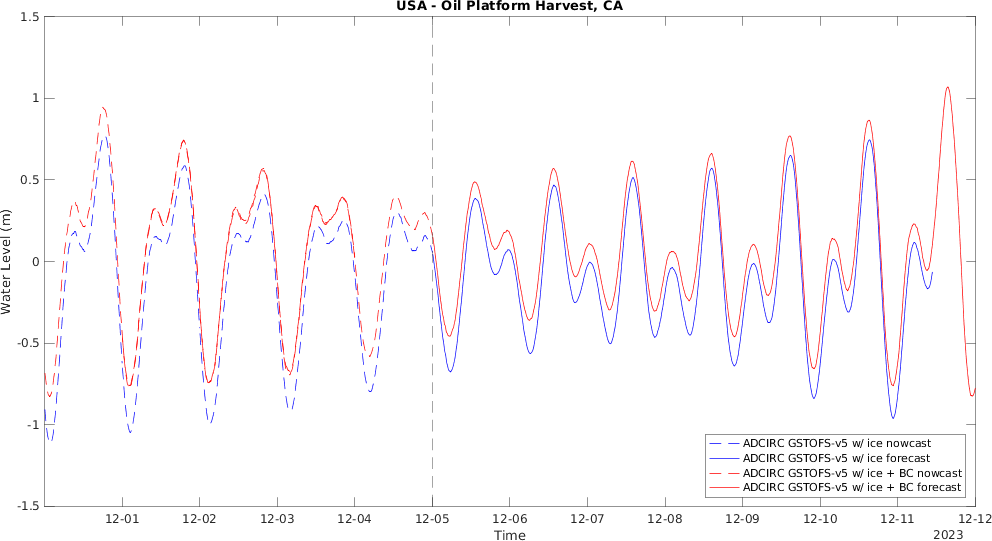 USA - Oil Platform Harvest, CA
1.5
1
0.5
0
-0.5
-1
-1.5
Water Level (m)
12-01 12-02 12-03 12-04 12-05 12-06 12-07 12-08 12-09 12-10 12-11 12-12
Time
2023
ADCIRC GSTOFS-v5 w/ ice nowcast
ADCIRC GSTOFS-v5 w/ ice forecast
ADCIRC GSTOFS-v5 w/ ice + BC nowcast
ADCIRC GSTOFS-v5 w/ ice + BC forecast